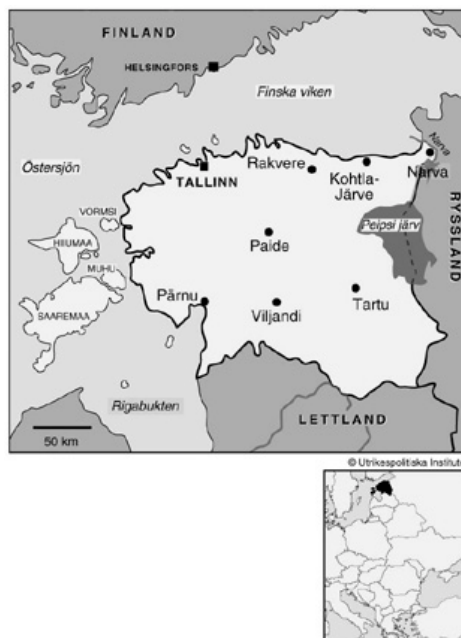 FINLAND
HELSINGFORS
Finska viken
Östersjön
Narva
Rakvere
Kohtla-
Järve
Narva
TALLINN
RYSSLAND
VORMSI
Peipsi järv
HIIUMAA
Paide
MUHU
Pärnu
Viljandi
Tartu
SAAREMAA
Rigabukten
LETTLAND
50 km
© Utrikespolitiska Institutet